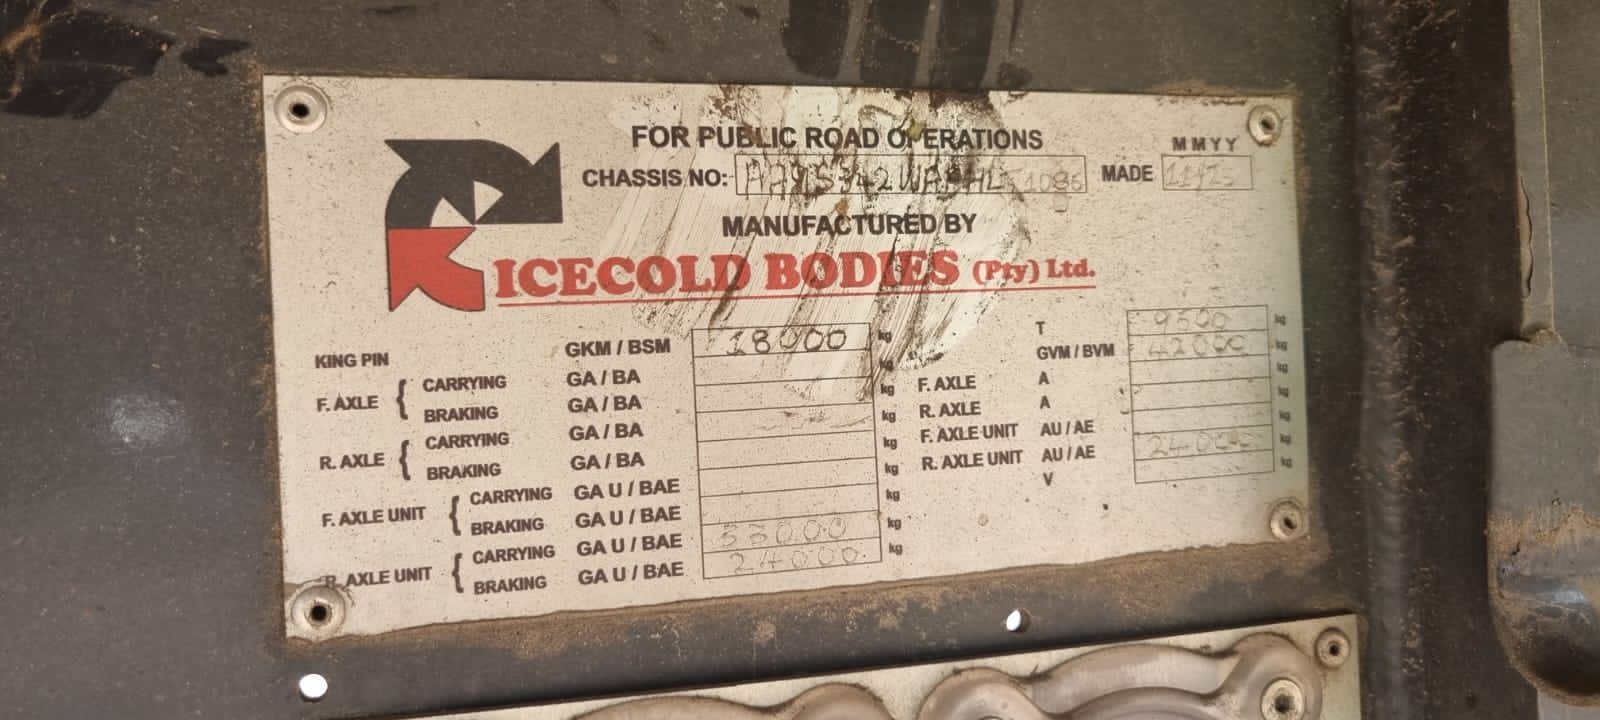 FOR PUBLIC ROAD OPERATIONS
MMYY
CHASSIS NO: MADE
MANUFACTURED BY
ICECOLD BODIES (Pty) Ltd.
KING PIN GKM / BSM 18000 kg
F. AXLE { CARRYING GA / BA kg
BRAKING GA / BA kg
R. AXLE { CARRYING GA / BA kg
BRAKING GA / BA kg
F. AXLE UNIT { CARRYING GA U / BAE kg
BRAKING GA U / BAE kg
R. AXLE UNIT { CARRYING GA U / BAE 33000 kg
BRAKING GA U / BAE 24000 kg
T 9600 kg
GVM / BVM 42000 kg
F. AXLE A kg
R. AXLE A kg
F. AXLE UNIT AU / AE kg
R. AXLE UNIT AU / AE 24000 kg
V